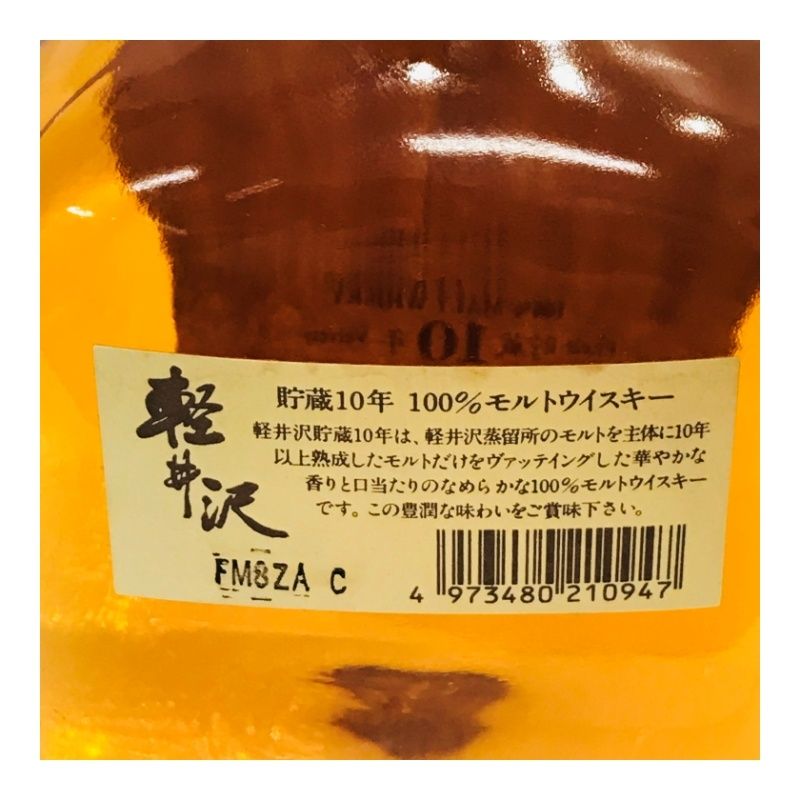 軽井沢
貯蔵10年 100%モルトウイスキー
軽井沢貯蔵10年は、軽井沢蒸留所のモルトを主体に10年
以上熟成したモルトだけをヴァッテイングした華やかな
香りと口当たりのなめらかな100%モルトウイスキー
です。この豊潤な味わいをご賞味下さい。
FM8ZA C
4 973480 210947